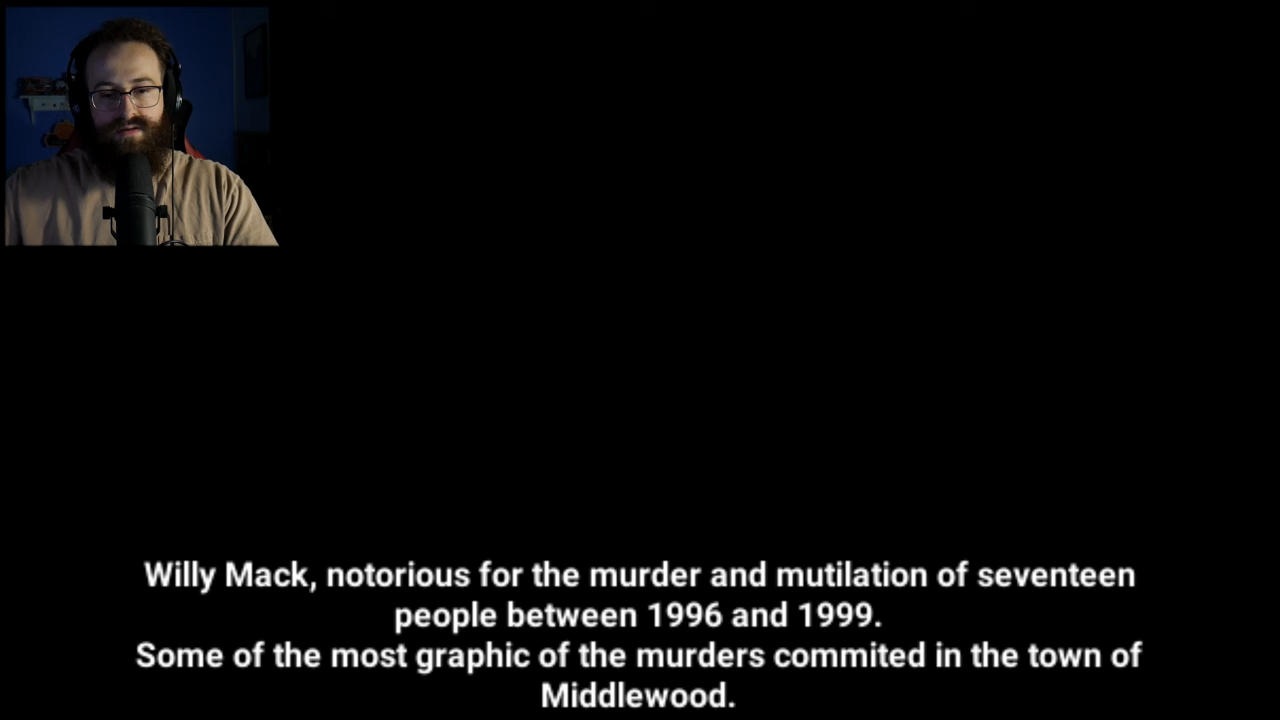 Willy Mack, notorious for the murder and mutilation of seventeen
people between 1996 and 1999.
Some of the most graphic of the murders commited in the town of
Middlewood.